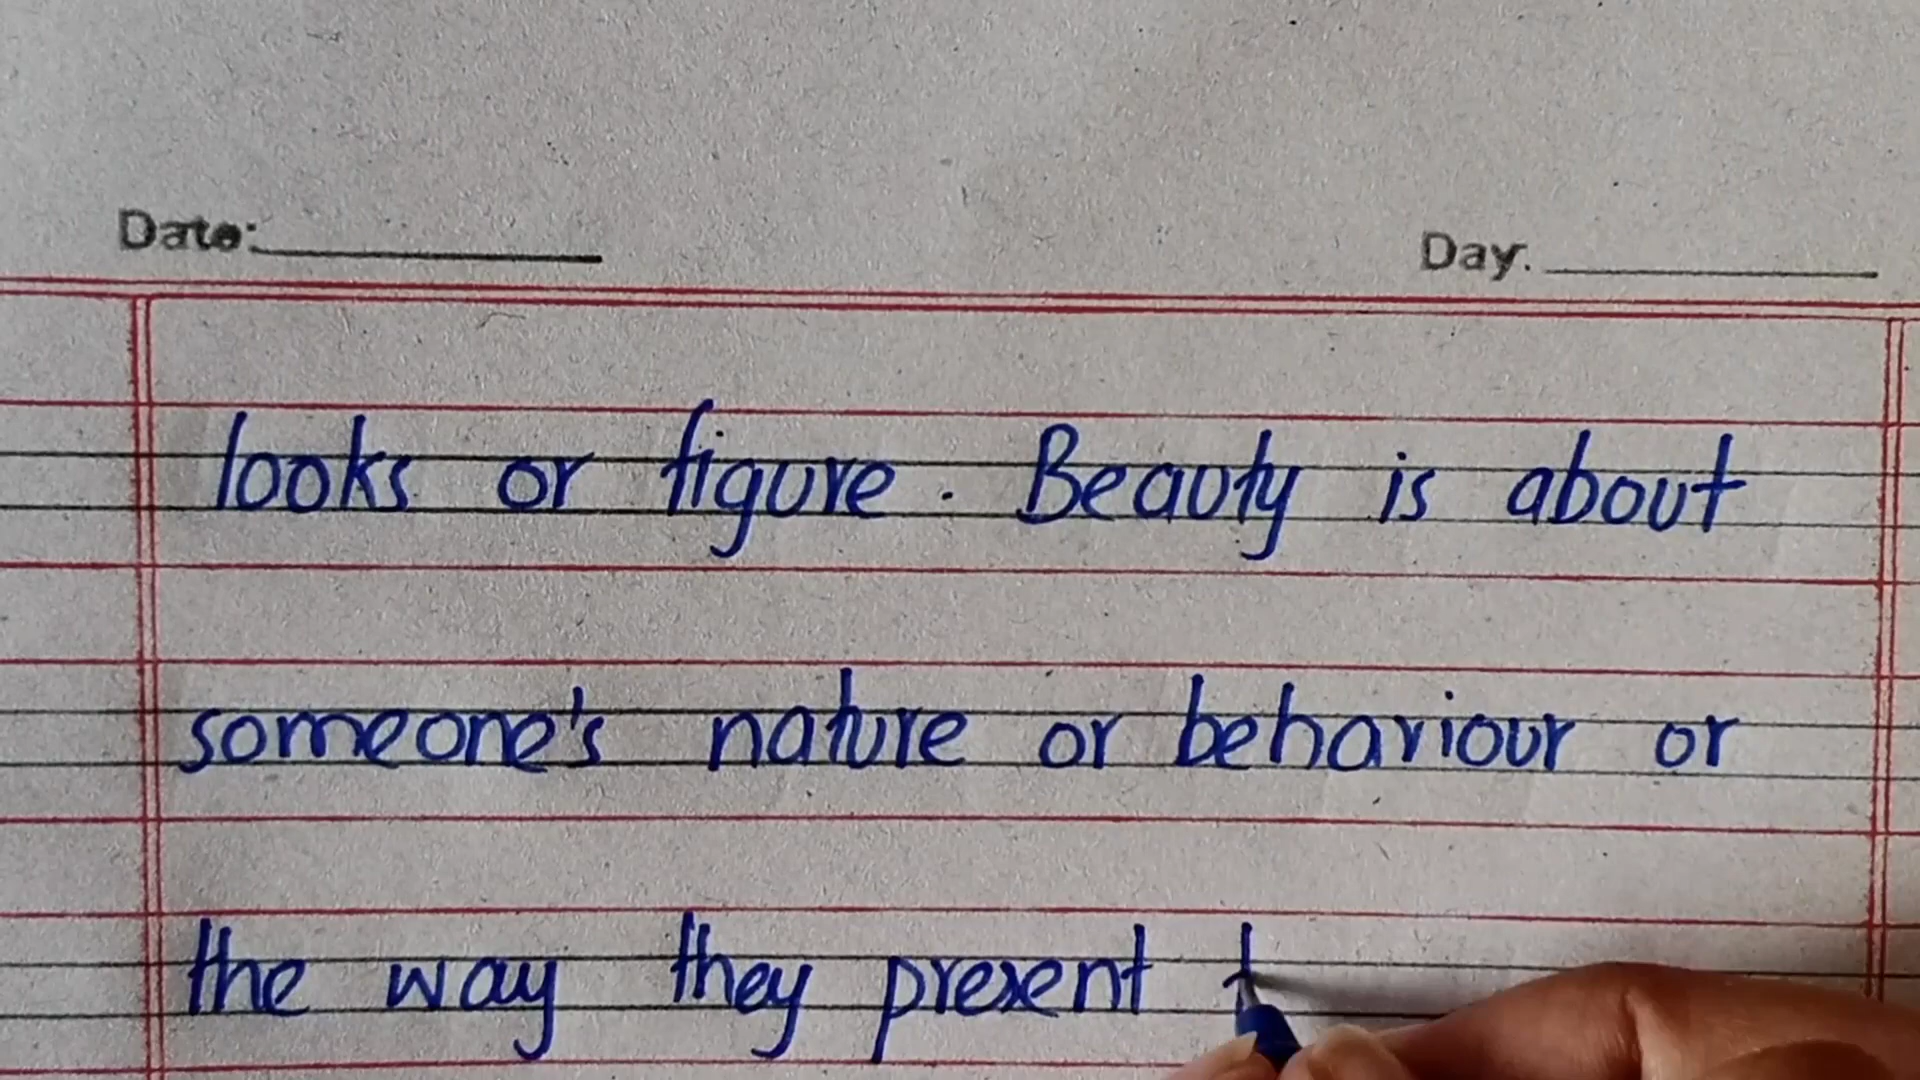 Date: Day.
looks or figure. Beauty is about
someone's nature or behaviour or
the way they present t